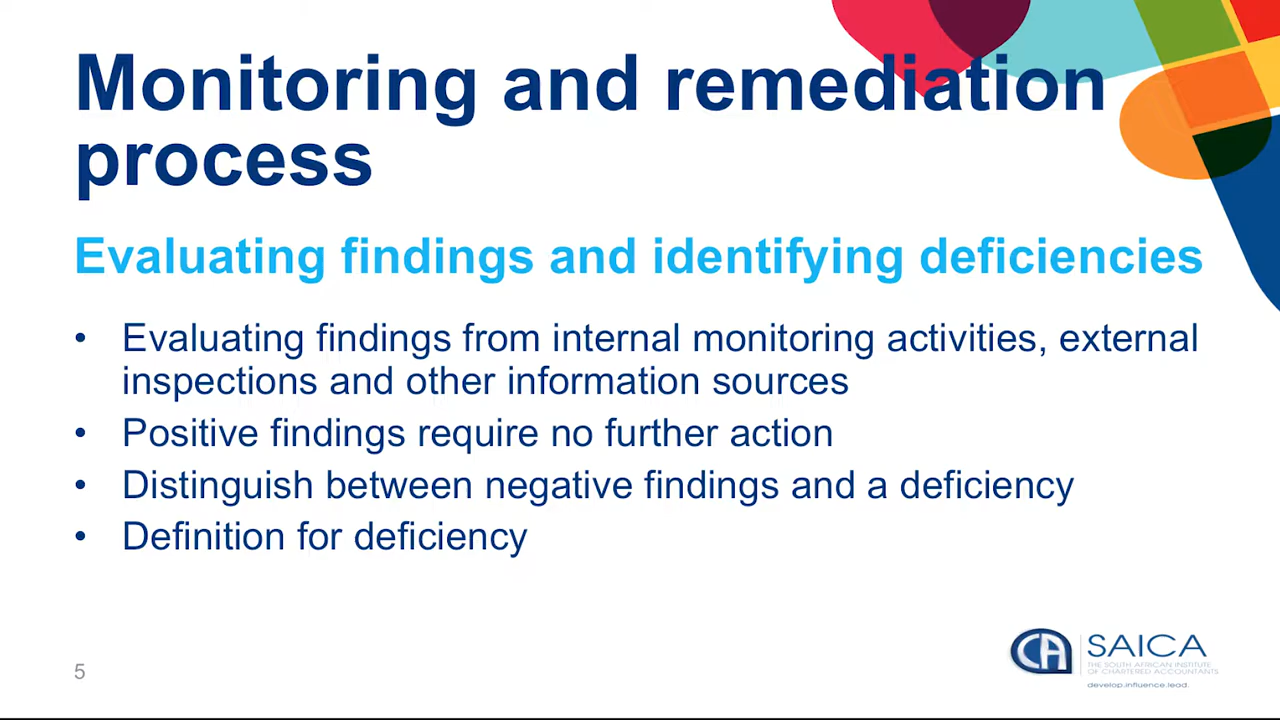 Monitoring and remediation
process
Evaluating findings and identifying deficiencies
• Evaluating findings from internal monitoring activities, external
inspections and other information sources
• Positive findings require no further action
• Distinguish between negative findings and a deficiency
• Definition for deficiency
5
CA
SAICA
THE SOUTH AFRICAN INSTITUTE
OF CHARTERED ACCOUNTANTS
develop.influence.lead.